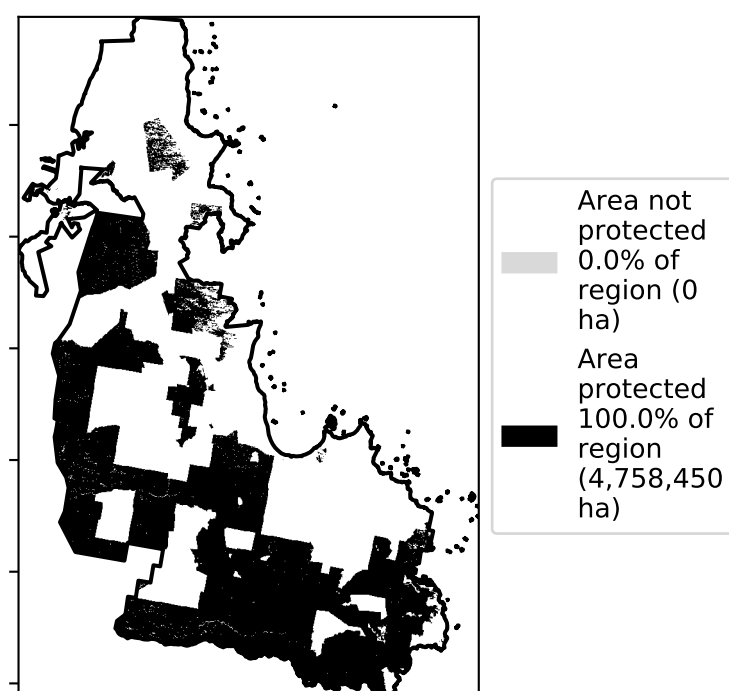 Area not
protected
0.0% of
region (0
ha)
Area
protected
100.0% of
region
(4,758,450
ha)